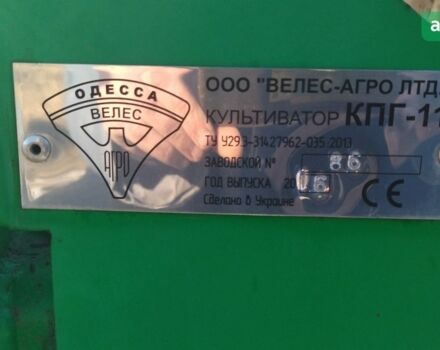 ОДЕССА
ВЕЛЕС
АГРО
ООО "ВЕЛЕС-АГРО ЛТД
КУЛЬТИВАТОР КПГ-11
ТУ У29.3-31427962-035:2013
ЗАВОДСКОЙ № 86
ГОД ВЫПУСКА 2016
Сделано в Украине CE